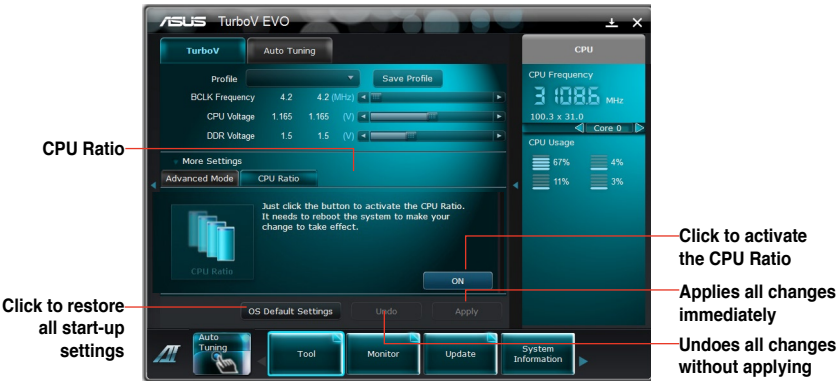 ASUS TurboV EVO
TurboV
Auto Tuning
CPU
Profile
Save Profile
BCLK Frequency 4.2 4.2 (MHz)
CPU Voltage 1.165 1.165 (V)
DDR Voltage 1.5 1.5 (V)
CPU Frequency
3108.6 MHz
100.3 x 31.0
Core 0
CPU Usage
67% 4%
11% 3%
CPU Ratio
More Settings
Advanced Mode
CPU Ratio
Just click the button to activate the CPU Ratio.
It needs to reboot the system to make your
change to take effect.
CPU Ratio
ON
Click to activate
the CPU Ratio
Click to restore
all start-up
settings
OS Default Settings
Undo
Apply
Applies all changes
immediately
Undoes all changes
without applying
AI
Auto
Tuning
Tool
Monitor
Update
System
Information